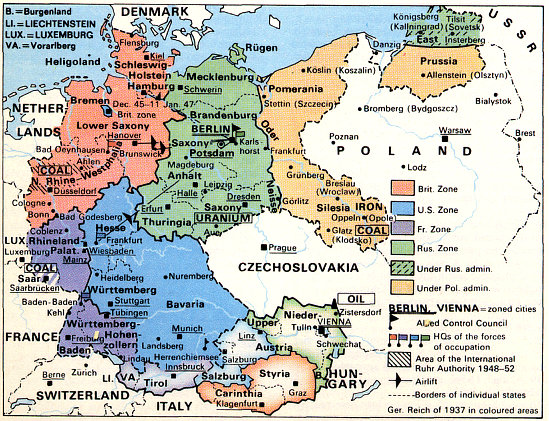 B. = Burgenland
LI. = LIECHTENSTEIN
LUX. = LUXEMBURG
VA. = Vorarlberg
DENMARK
Flensburg
Kiel
Heligoland
Schleswig
Holstein
Hamburg
Rügen
Mecklenburg
Schwerin
Königsberg
(Kaliningrad)
Tilsit
(Sovetsk)
Insterberg
USSR
Danzig
East
Prussia
Allenstein (Olsztyn)
Köslin (Koszalin)
Pomerania
Stettin (Szczecin)
Bromberg (Bydgoszcz)
Białystok
NETHER-
LANDS
Bremen
Dec. 45-11 Jan. 47
Brit. zone
Lower Saxony
Hanover
Bad Oeynhausen
Brunswick
Westphalia
Ahlen
COAL
Rhine
Düsseldorf
Cologne
Bonn
Brandenburg
BERLIN
Karls-
horst
Saxony
Potsdam
Magdeburg
Anhalt
Halle
Leipzig
Oder
Frankfurt
Neisse
Poznan
Warsaw
Brest
POLAND
Lodz
Grünberg
Breslau
(Wroclaw)
Görlitz
Silesia
IRON
Oppeln
(Opole)
Glatz
(Klodsko)
COAL
Dresden
Saxony
Erfurt
Thuringia
URANIUM
Aue
Bad Godesberg
Coblenz
Hesse
Frankfurt
Wiesbaden
LUX.
Luxemburg
Rhineland
Palat.
Mainz
COAL
Saar
Saarbrücken
Heidelberg
Nuremberg
Württemberg
Stuttgart
Tübingen
Baden-Baden
Kehl
Bavaria
FRANCE
Württemberg-
Hohen-
zollern
Freiburg
Baden
Munich
Landsberg
Lindau
Herrenchiemsee
Prague
CZECHOSLOVAKIA
OIL
Zistersdorf
Nieder
Tulln
VIENNA
Schwechat
Upper
Linz
Austria
Salzburg
B.
HUN-
GARY
Berne
Zürich
SWITZERLAND
LI.
VA.
Innsbruck
Tirol
ITALY
Salzburg
Styria
Graz
Carinthia
Klagenfurt
Brit. Zone
U.S. Zone
Fr. Zone
Rus. Zone
Under Rus. admin.
Under Pol. admin.
BERLIN, VIENNA = zoned cities
Allied Control Council
HQs of the forces
of occupation
Area of the International
Ruhr Authority 1948-52
Airlift
Borders of individual states
Ger. Reich of 1937 in coloured areas